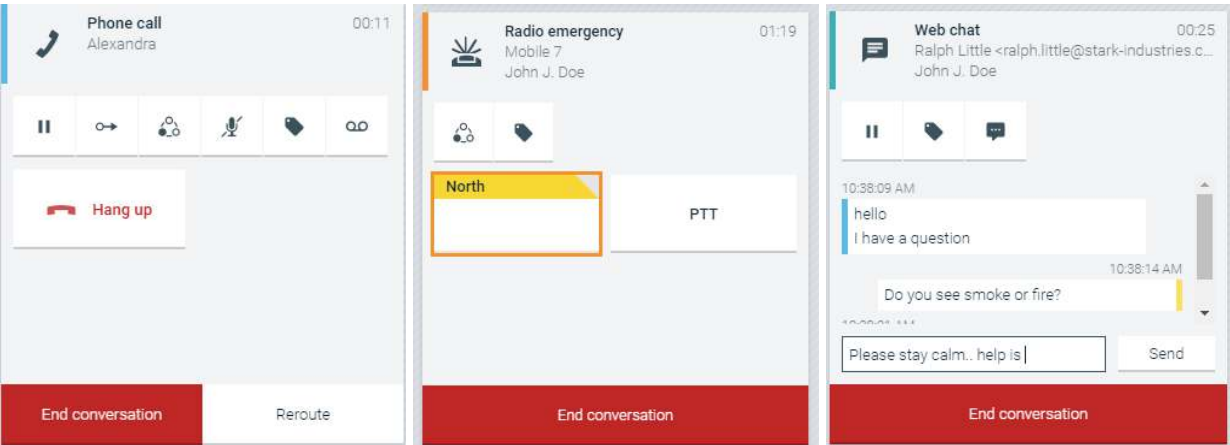 Phone call
00:11
Alexandra
Hang up
End conversation
Reroute
Radio emergency
01:19
Mobile 7
John J. Doe
North
PTT
End conversation
Web chat
00:25
Ralph Little <ralph.little@stark-industries.c...
John J. Doe
10:38:09 AM
hello
I have a question
10:38:14 AM
Do you see smoke or fire?
Please stay calm.. help is
Send
End conversation